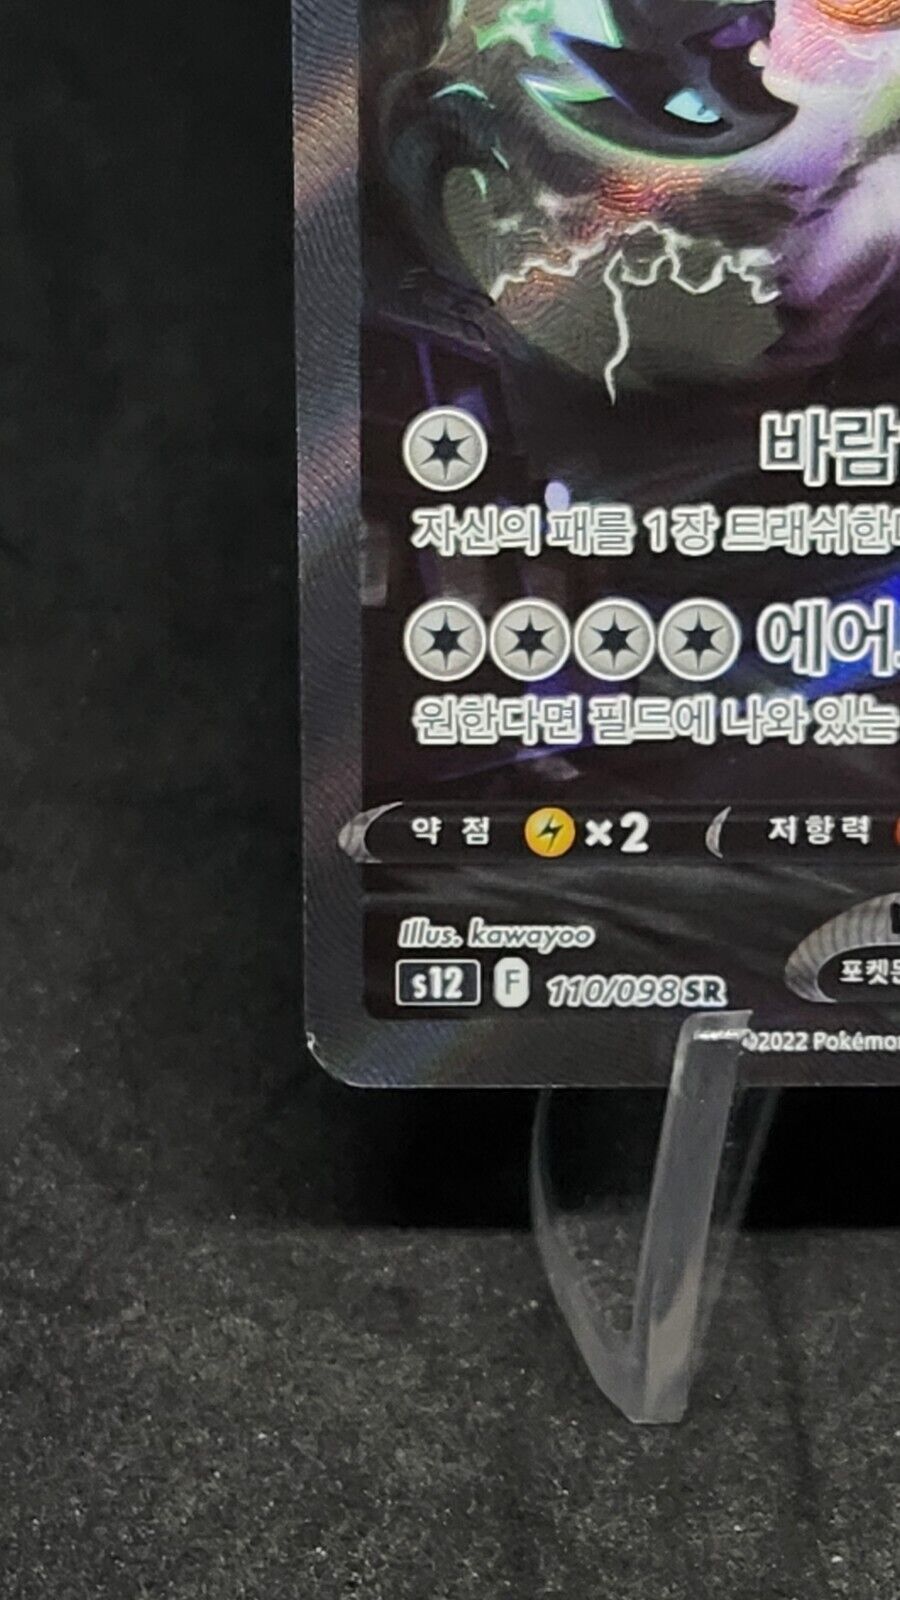 바람
자신의 패를 1장 트래쉬한
에어
원한다면 필드에 나와 있는
약 점 ×2 저항력
Illus. kawayoo
s12 F 110/098 SR
포켓
©2022 Pokémon